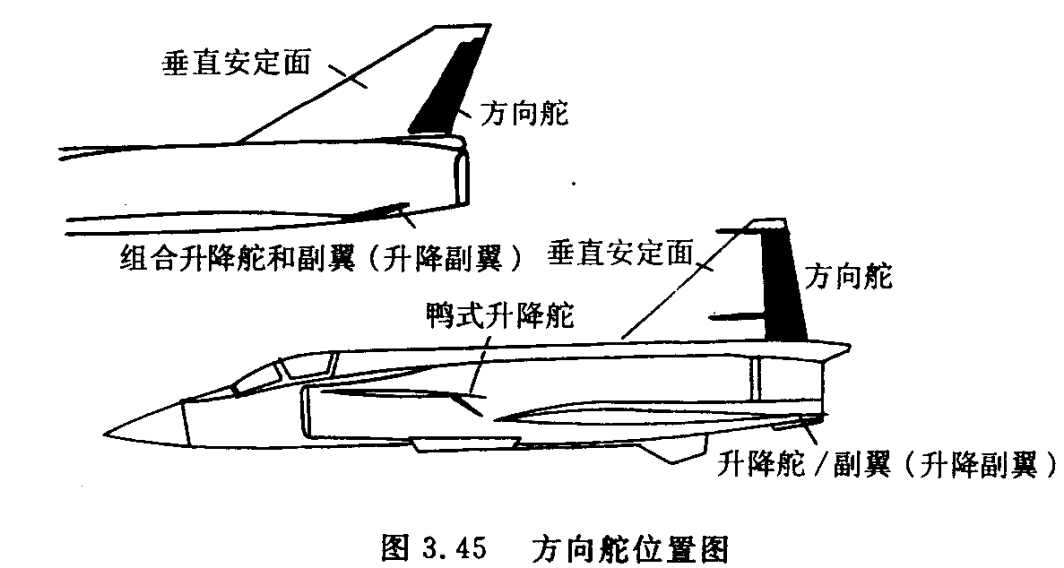 垂直安定面
方向舵
组合升降舵和副翼(升降副翼)
垂直安定面
方向舵
鸭式升降舵
升降舵/副翼(升降副翼)
图 3.45 方向舵位置图